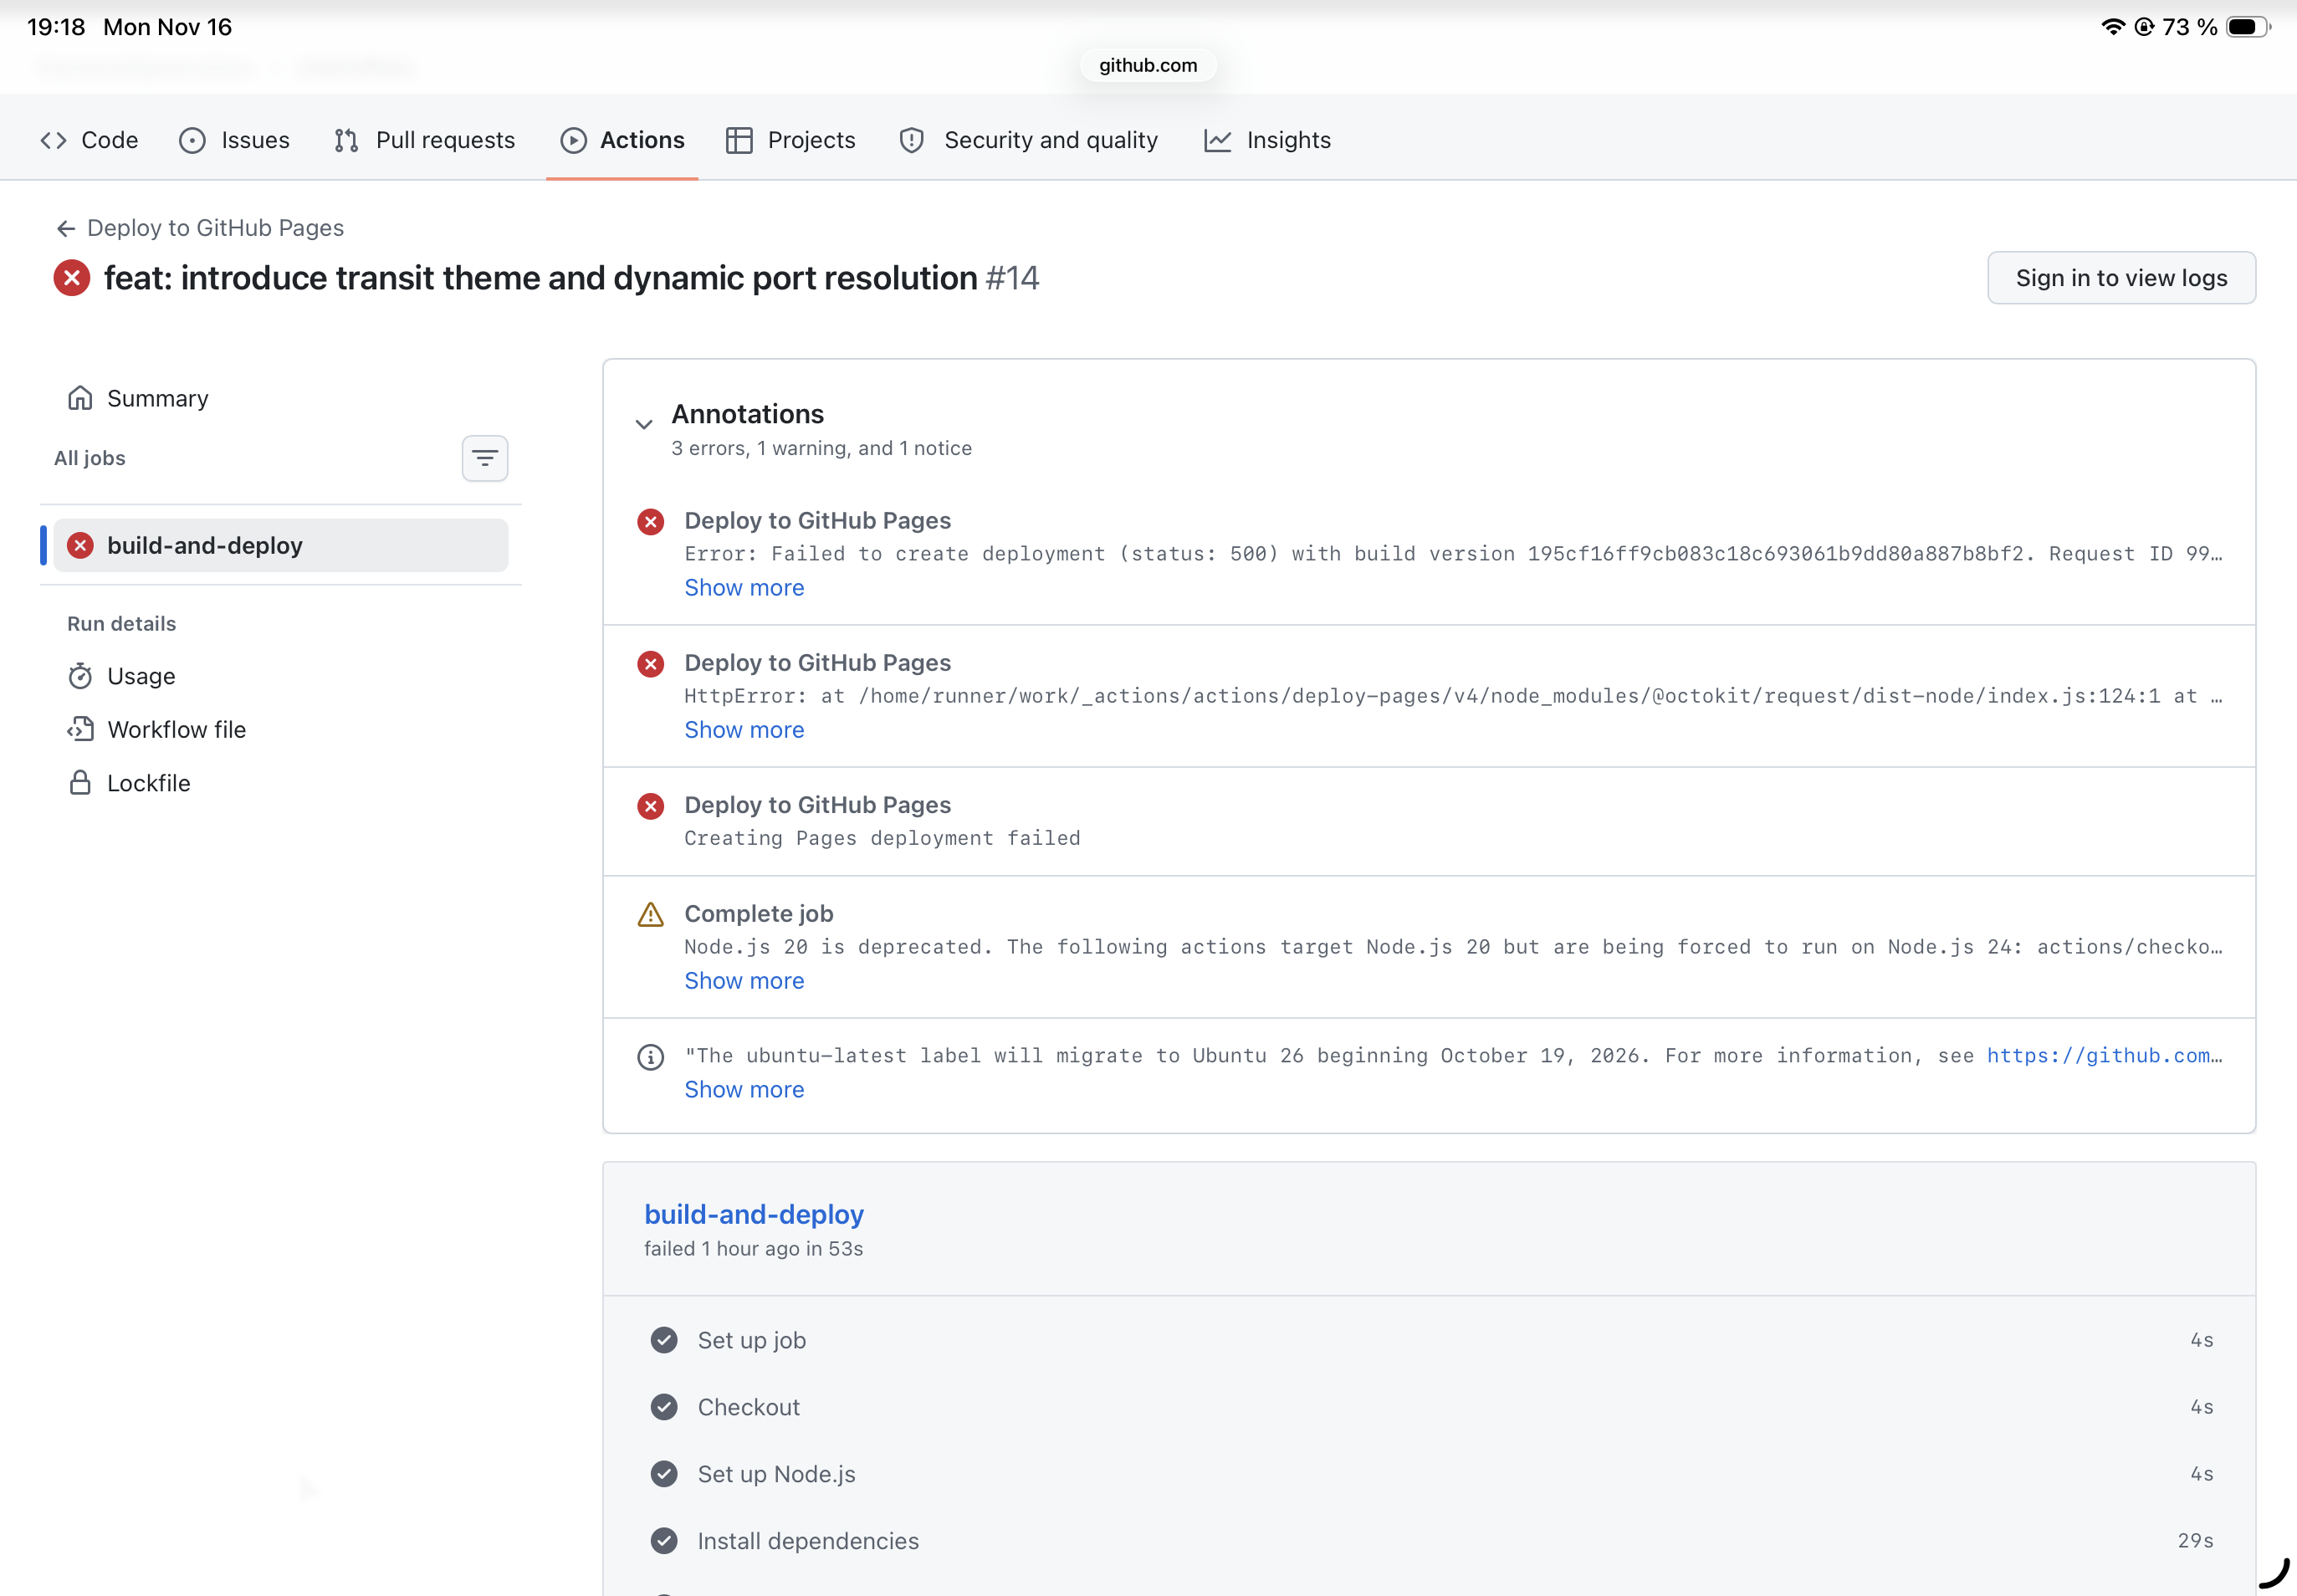 19:18 Mon Nov 16
73 %
github.com
Code Issues Pull requests Actions Projects Security and quality Insights
Deploy to GitHub Pages
feat: introduce transit theme and dynamic port resolution #14
Sign in to view logs
Summary
All jobs
build-and-deploy
Run details
Usage
Workflow file
Lockfile
Annotations
3 errors, 1 warning, and 1 notice
Deploy to GitHub Pages
Error: Failed to create deployment (status: 500) with build version 195cf16ff9cb083c18c693061b9dd80a887b8bf2. Request ID 99…
Show more
Deploy to GitHub Pages
HttpError: at /home/runner/work/_actions/actions/deploy-pages/v4/node_modules/@octokit/request/dist-node/index.js:124:1 at …
Show more
Deploy to GitHub Pages
Creating Pages deployment failed
Complete job
Node.js 20 is deprecated. The following actions target Node.js 20 but are being forced to run on Node.js 24: actions/checko…
Show more
"The ubuntu-latest label will migrate to Ubuntu 26 beginning October 19, 2026. For more information, see https://github.com…
Show more
build-and-deploy
failed 1 hour ago in 53s
Set up job 4s
Checkout 4s
Set up Node.js 4s
Install dependencies 29s